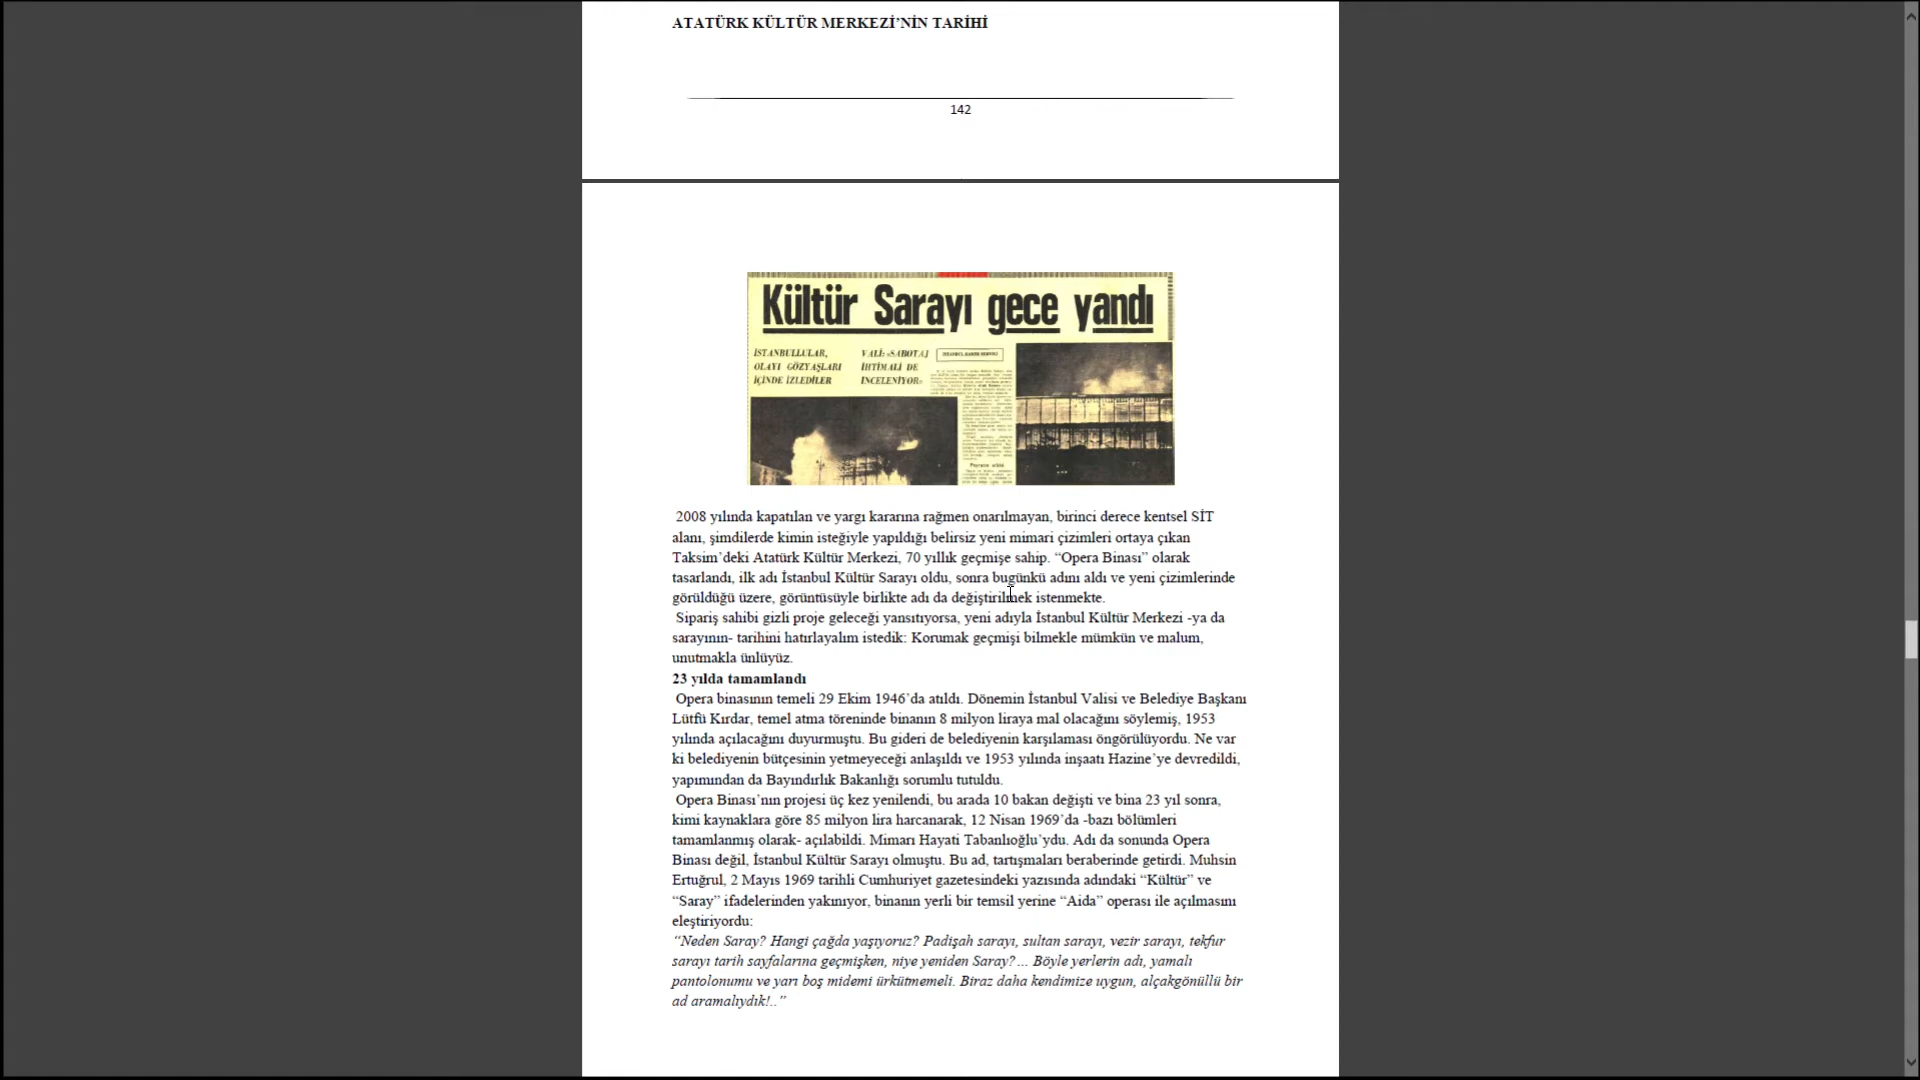 ATATÜRK KÜLTÜR MERKEZİ’NİN TARİHİ
142
Kültür Sarayı gece yandı
İSTANBULLULAR,
OLAYI GÖZYAŞLARI
İÇİNDE İZLEDİLER
VALİ: «SABOTAJ
İHTİMALİ DE
İNCELENİYOR»
2008 yılında kapatılan ve yargı kararına rağmen onarılmayan, birinci derece kentsel SİT
alanı, şimdilerde kimin isteğiyle yapıldığı belirsiz yeni mimari çizimleri ortaya çıkan
Taksim’deki Atatürk Kültür Merkezi, 70 yıllık geçmişe sahip. “Opera Binası” olarak
tasarlandı, ilk adı İstanbul Kültür Sarayı oldu, sonra bugünkü adını aldı ve yeni çizimlerinde
görüldüğü üzere, görüntüsüyle birlikte adı da değiştirilmek istenmekte.
Sipariş sahibi gizli proje geleceği yansıtıyorsa, yeni adıyla İstanbul Kültür Merkezi -ya da
sarayının- tarihini hatırlayalım istedik: Korumak geçmişi bilmekle mümkün ve malum,
unutmakla ünlüyüz.
23 yılda tamamlandı
Opera binasının temeli 29 Ekim 1946’da atıldı. Dönemin İstanbul Valisi ve Belediye Başkanı
Lütfü Kırdar, temel atma töreninde binanın 8 milyon liraya mal olacağını söylemiş, 1953
yılında açılacağını duyurmuştu. Bu gideri de belediyenin karşılaması öngörülüyordu. Ne var
ki belediyenin bütçesinin yetmeyeceği anlaşıldı ve 1953 yılında inşaatı Hazine’ye devredildi,
yapımından da Bayındırlık Bakanlığı sorumlu tutuldu.
Opera Binası’nın projesi üç kez yenilendi, bu arada 10 bakan değişti ve bina 23 yıl sonra,
kimi kaynaklara göre 85 milyon lira harcanarak, 12 Nisan 1969’da -bazı bölümleri
tamamlanmış olarak- açılabildi. Mimarı Hayati Tabanlıoğlu’ydu. Adı da sonunda Opera
Binası değil, İstanbul Kültür Sarayı olmuştu. Bu ad, tartışmaları beraberinde getirdi. Muhsin
Ertuğrul, 2 Mayıs 1969 tarihli Cumhuriyet gazetesindeki yazısında adındaki “Kültür” ve
“Saray” ifadelerinden yakınıyor, binanın yerli bir temsil yerine “Aida” operası ile açılmasını
eleştiriyordu:
“Neden Saray? Hangi çağda yaşıyoruz? Padişah sarayı, sultan sarayı, vezir sarayı, tekfur
sarayı tarih sayfalarına geçmişken, niye yeniden Saray?... Böyle yerlerin adı, yamalı
pantolonumu ve yarı boş midemi ürkütmemeli. Biraz daha kendimize uygun, alçakgönüllü bir
ad aramalıydık!..”